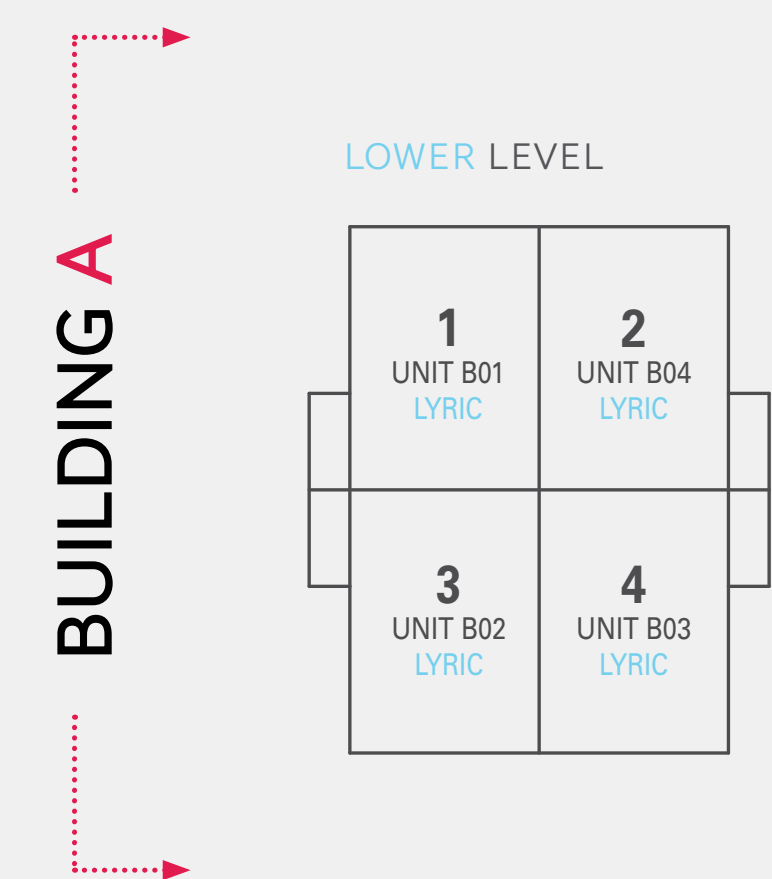 BUILDING A
LOWER LEVEL
1
UNIT B01
LYRIC
2
UNIT B04
LYRIC
3
UNIT B02
LYRIC
4
UNIT B03
LYRIC